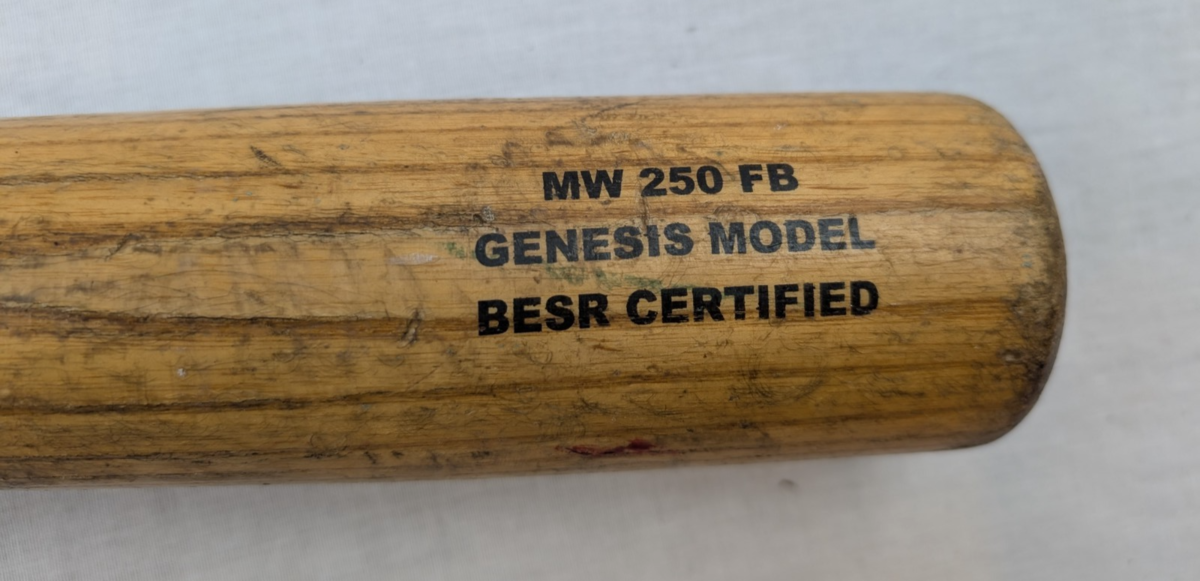 MW 250 FB
GENESIS MODEL
BESR CERTIFIED